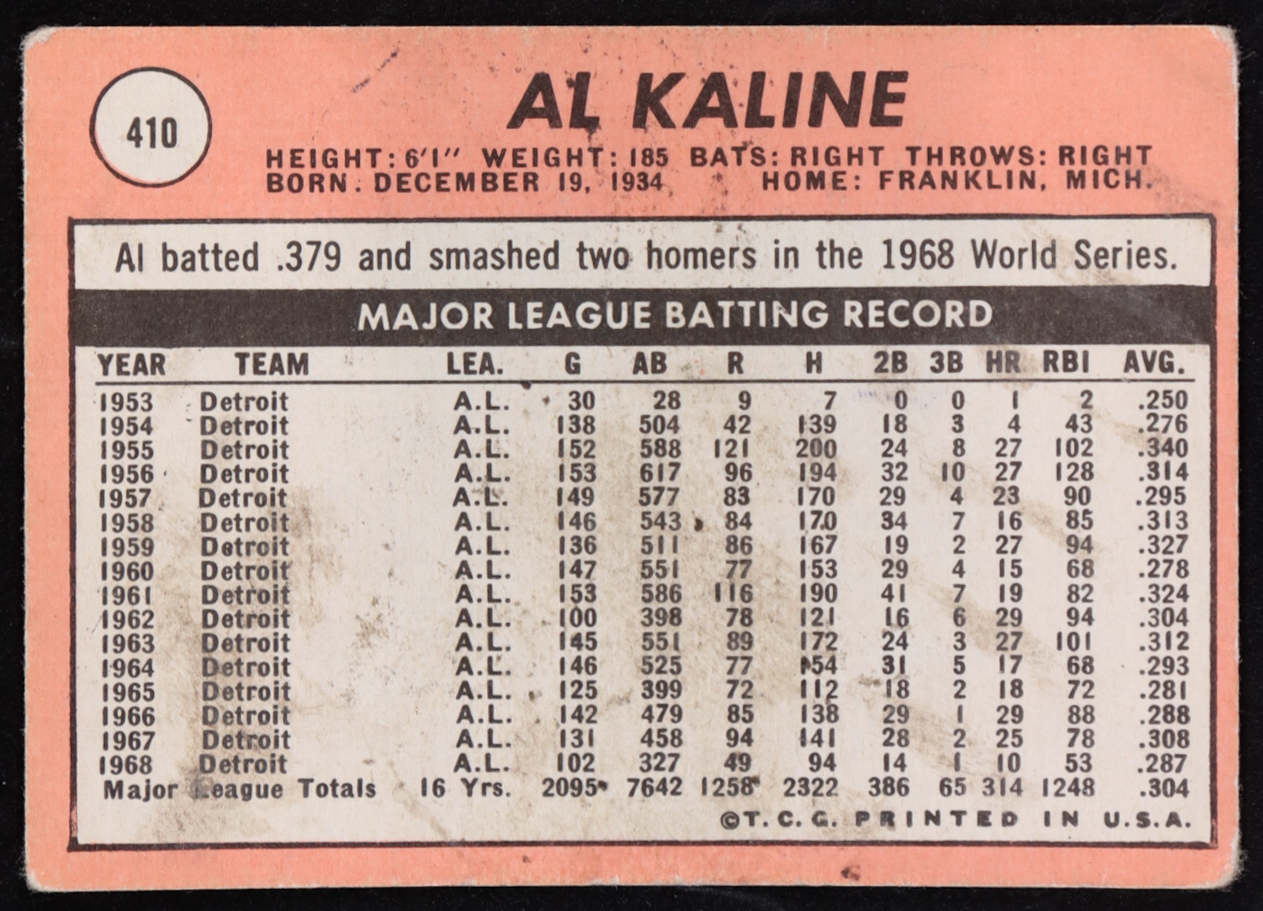 410
AL KALINE
HEIGHT: 6'1" WEIGHT: 185 BATS: RIGHT THROWS: RIGHT
BORN: DECEMBER 19, 1934 HOME: FRANKLIN, MICH.
Al batted .379 and smashed two homers in the 1968 World Series.
MAJOR LEAGUE BATTING RECORD
YEAR TEAM LEA. G AB R H 2B 3B HR RBI AVG.
1953 Detroit A.L. 30 28 9 7 0 0 1 2 .250
1954 Detroit A.L. 138 504 42 139 18 3 4 43 .276
1955 Detroit A.L. 152 588 121 200 24 8 27 102 .340
1956 Detroit A.L. 153 617 96 194 32 10 27 128 .314
1957 Detroit A.L. 149 577 83 170 29 4 23 90 .295
1958 Detroit A.L. 146 543 84 170 34 7 16 85 .313
1959 Detroit A.L. 136 511 86 167 19 2 27 94 .327
1960 Detroit A.L. 147 551 77 153 29 4 15 68 .278
1961 Detroit A.L. 153 586 116 190 41 7 19 82 .324
1962 Detroit A.L. 100 398 78 121 16 6 29 94 .304
1963 Detroit A.L. 145 551 89 172 24 3 27 101 .312
1964 Detroit A.L. 146 525 77 154 31 5 17 68 .293
1965 Detroit A.L. 125 399 72 112 18 2 18 72 .281
1966 Detroit A.L. 142 479 85 138 29 1 29 88 .288
1967 Detroit A.L. 131 458 94 141 28 2 25 78 .308
1968 Detroit A.L. 102 327 49 94 14 1 10 53 .287
Major League Totals 16 Yrs. 2095 7642 1258 2322 386 65 314 1248 .304
©T.C.G. PRINTED IN U.S.A.